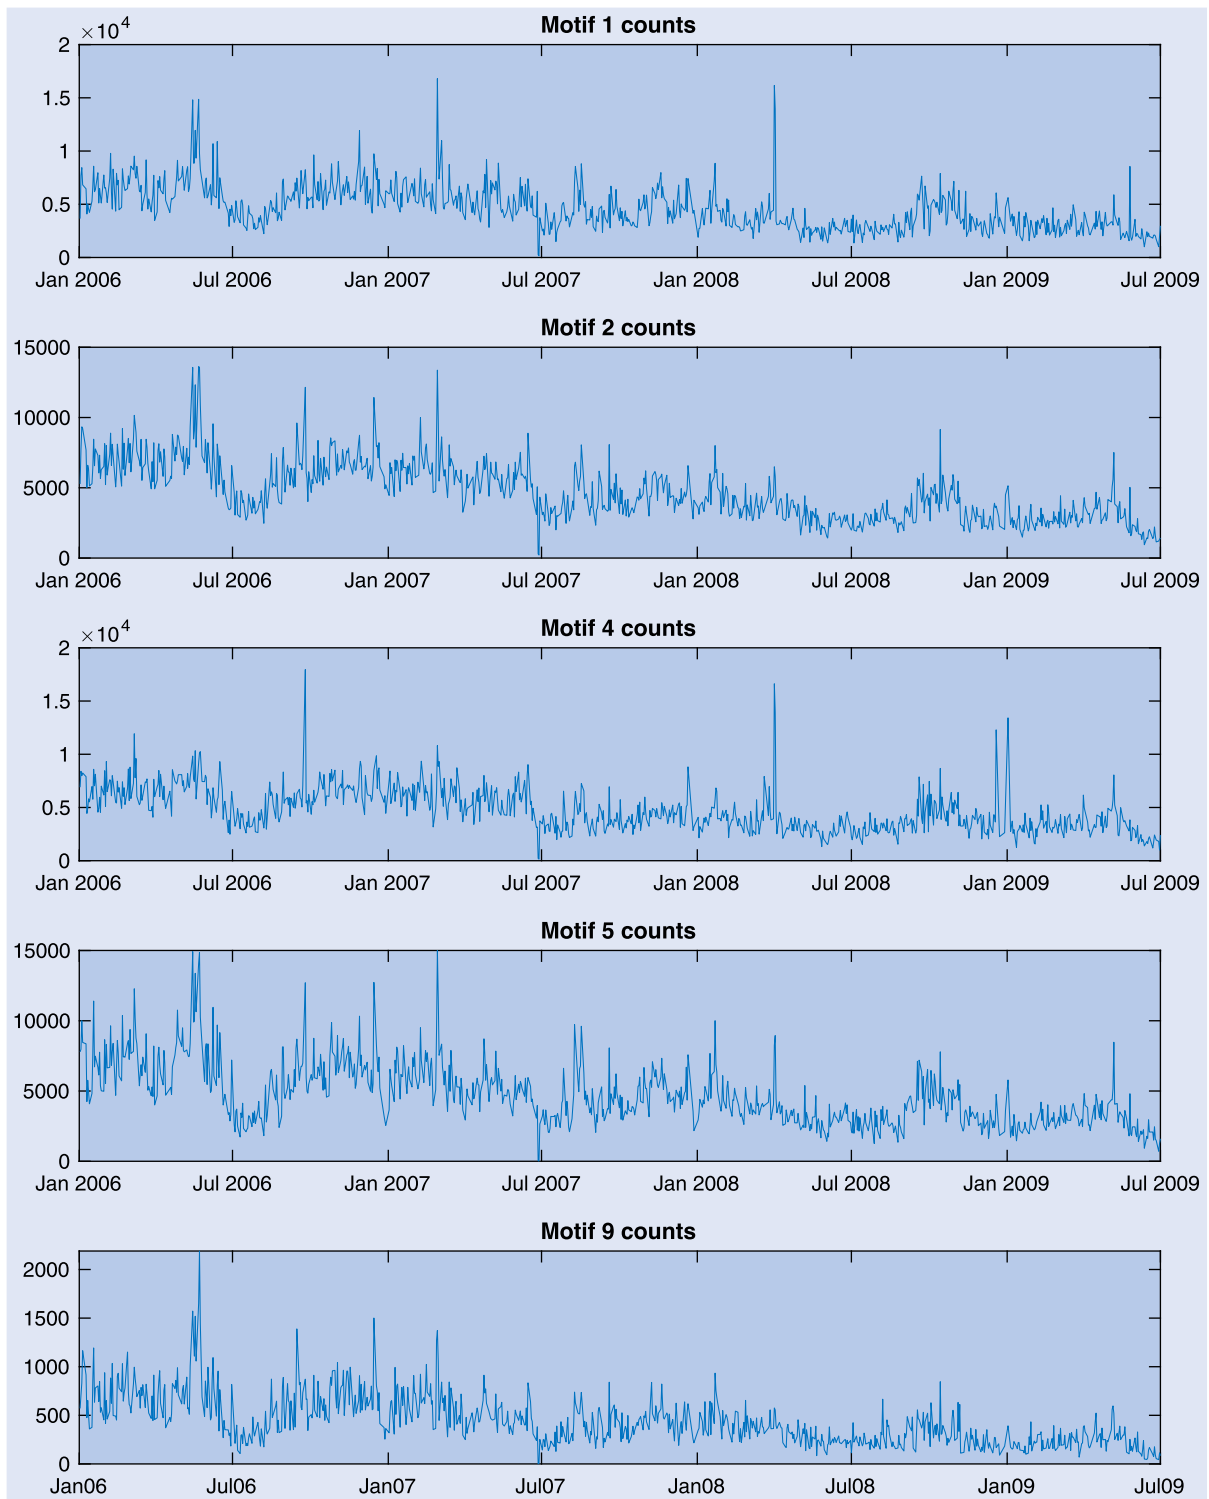 Motif 1 counts
×10⁴
2
1.5
1
0.5
0
Jan 2006 Jul 2006 Jan 2007 Jul 2007 Jan 2008 Jul 2008 Jan 2009 Jul 2009
Motif 2 counts
15000
10000
5000
0
Jan 2006 Jul 2006 Jan 2007 Jul 2007 Jan 2008 Jul 2008 Jan 2009 Jul 2009
Motif 4 counts
×10⁴
2
1.5
1
0.5
0
Jan 2006 Jul 2006 Jan 2007 Jul 2007 Jan 2008 Jul 2008 Jan 2009 Jul 2009
Motif 5 counts
15000
10000
5000
0
Jan 2006 Jul 2006 Jan 2007 Jul 2007 Jan 2008 Jul 2008 Jan 2009 Jul 2009
Motif 9 counts
2000
1500
1000
500
0
Jan06 Jul06 Jan07 Jul07 Jan08 Jul08 Jan09 Jul09